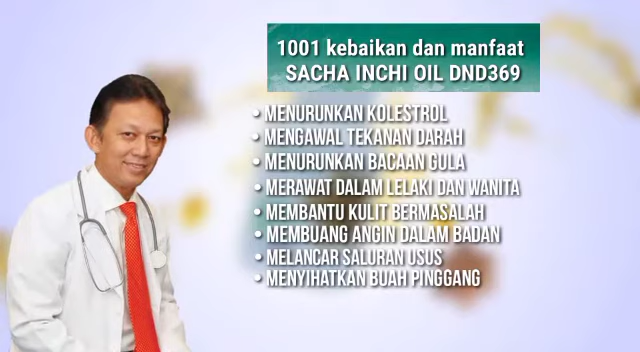 1001 kebaikan dan manfaat
SACHA INCHI OIL DND369
• MENURUNKAN KOLESTROL
• MENGAWAL TEKANAN DARAH
• MENURUNKAN BACAAN GULA
• MERAWAT DALAM LELAKI DAN WANITA
• MEMBANTU KULIT BERMASALAH
• MEMBUANG ANGIN DALAM BADAN
• MELANCAR SALURAN USUS
• MENYIHATKAN BUAH PINGGANG